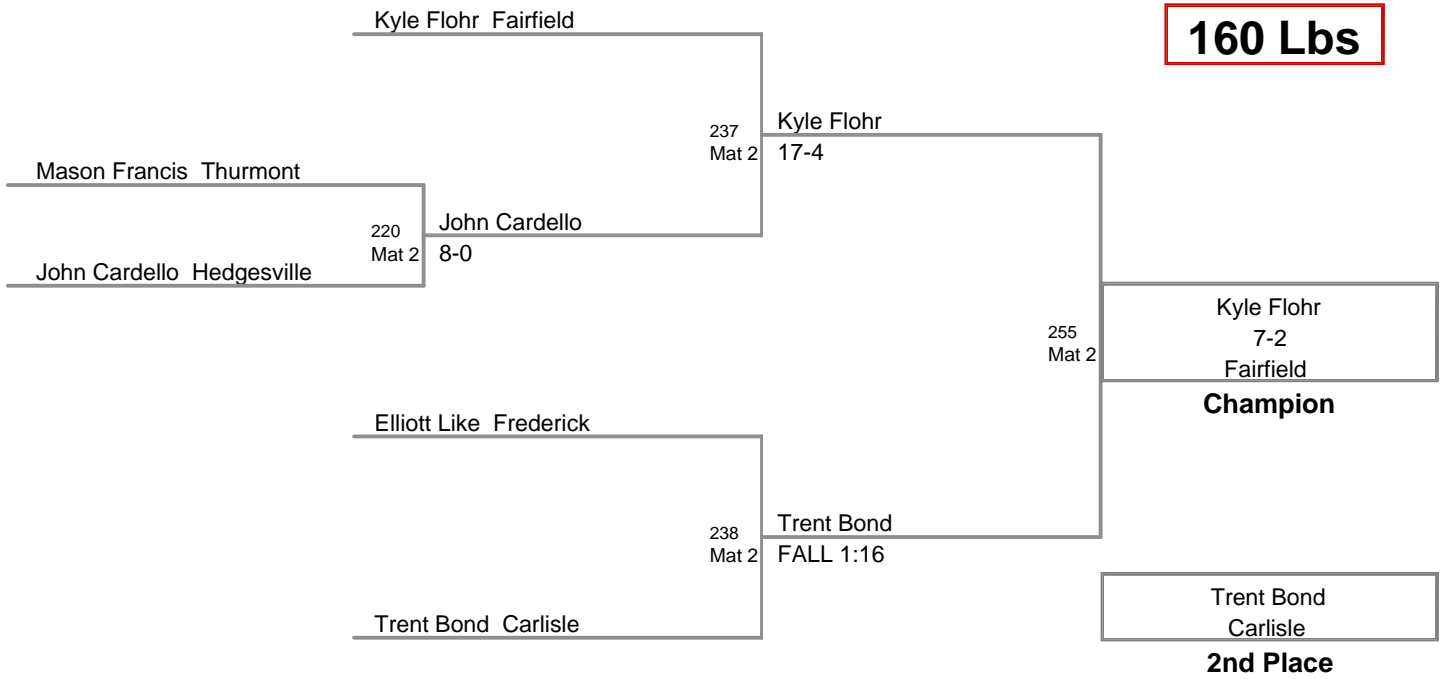 Kyle Flohr Fairfield
160 Lbs
237
Mat 2
Kyle Flohr
17-4
Mason Francis Thurmont
220
Mat 2
John Cardello
8-0
John Cardello Hedgesville
255
Mat 2
Kyle Flohr
7-2
Fairfield
Champion
Elliott Like Frederick
238
Mat 2
Trent Bond
FALL 1:16
Trent Bond Carlisle
Trent Bond
Carlisle
2nd Place